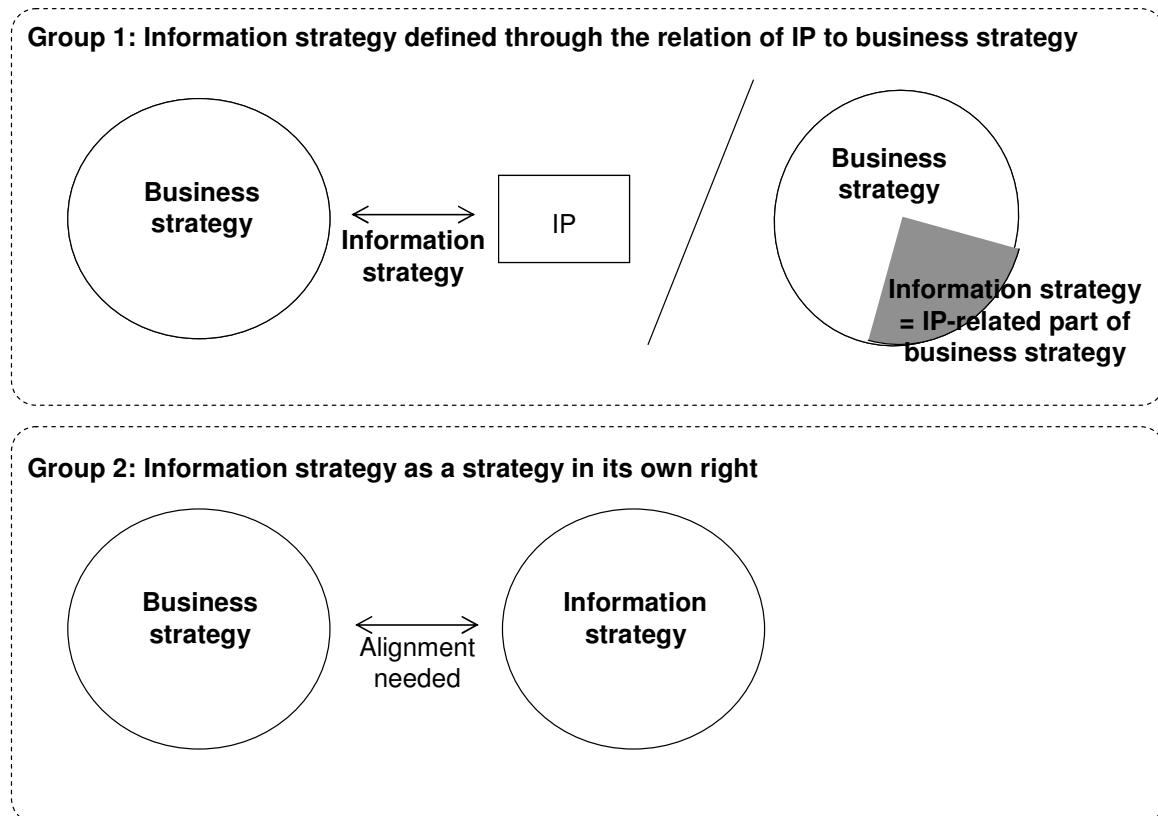 Group 1: Information strategy defined through the relation of IP to business strategy
Business
strategy
Information
strategy
IP
Business
strategy
Information strategy
= IP-related part of
business strategy
Group 2: Information strategy as a strategy in its own right
Business
strategy
Alignment
needed
Information
strategy